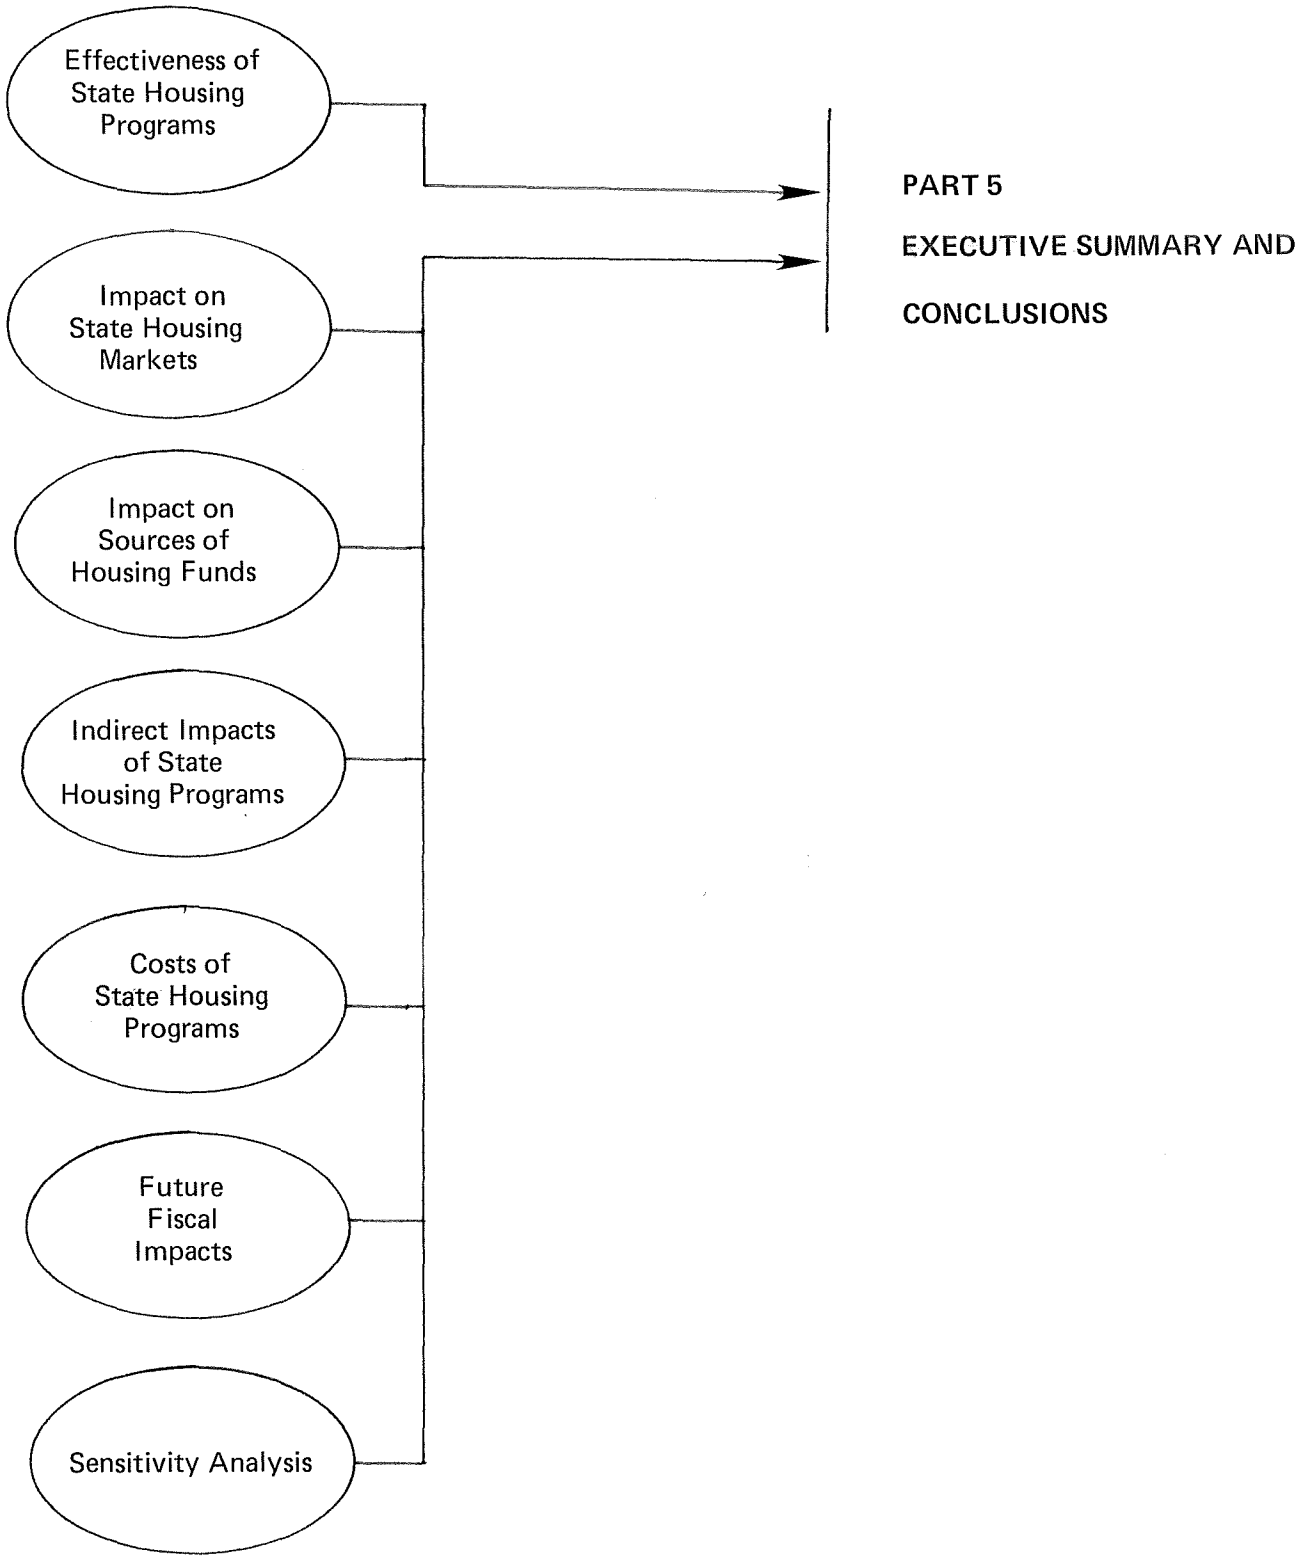 Effectiveness of
State Housing
Programs
PART 5
EXECUTIVE SUMMARY AND
CONCLUSIONS
Impact on
State Housing
Markets
Impact on
Sources of
Housing Funds
Indirect Impacts
of State
Housing Programs
Costs of
State Housing
Programs
Future
Fiscal
Impacts
Sensitivity Analysis